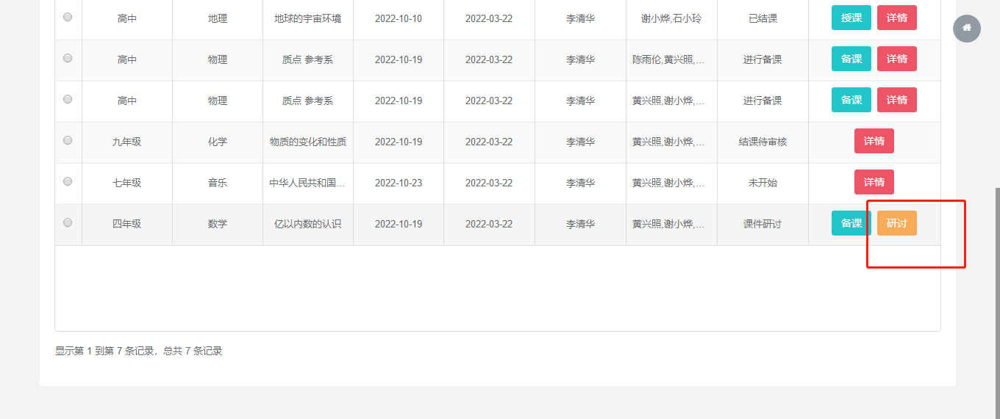 高中 地理 地球的宇宙环境 2022-10-10 2022-03-22 李清华 谢小烨,石小玲 已结课 授课 详情
高中 物理 质点 参考系 2022-10-19 2022-03-22 李清华 陈雨伦,黄兴照,... 进行备课 备课 详情
高中 物理 质点 参考系 2022-10-19 2022-03-22 李清华 黄兴照,谢小烨,... 进行备课 备课 详情
九年级 化学 物质的变化和性质 2022-10-19 2022-03-22 李清华 黄兴照,谢小烨,... 结课待审核 详情
七年级 音乐 中华人民共和国... 2022-10-23 2022-03-22 李清华 黄兴照,谢小烨,... 未开始 详情
四年级 数学 亿以内数的认识 2022-10-19 2022-03-22 李清华 黄兴照,谢小烨,... 课件研讨 备课 研讨
显示第 1 到第 7 条记录，总共 7 条记录